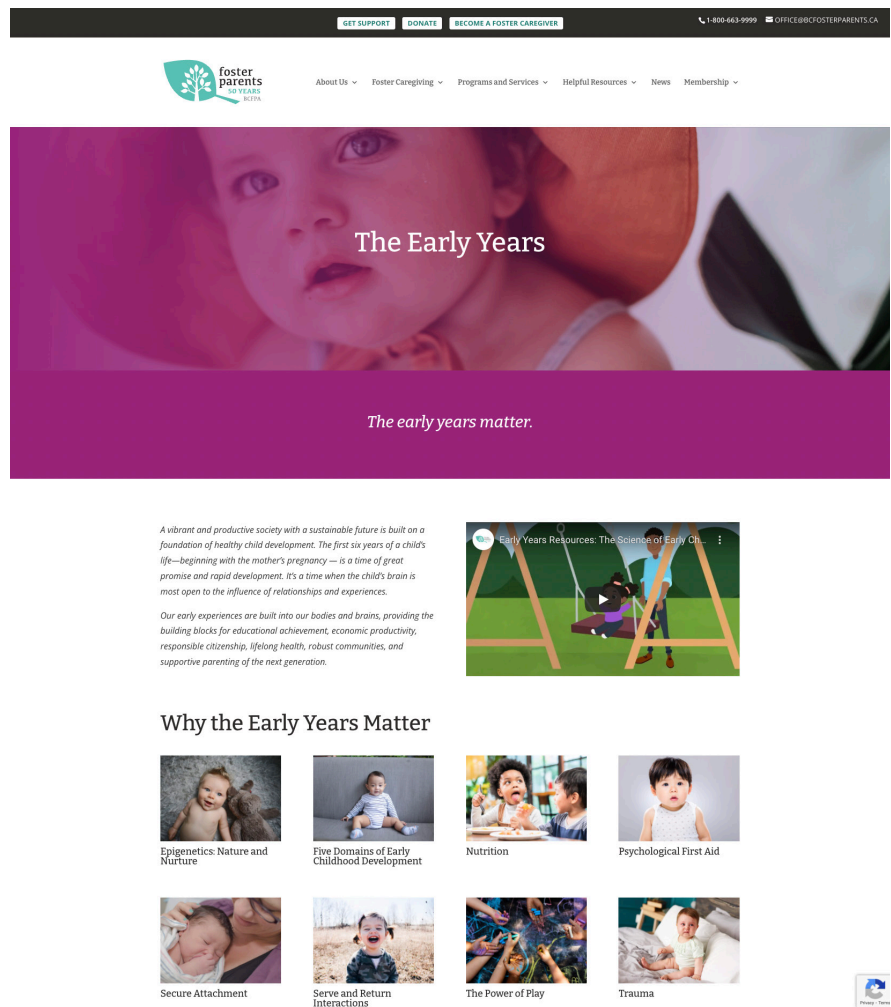 GET SUPPORT DONATE BECOME A FOSTER CAREGIVER 1-800-663-9999 OFFICE@BCFOSTERPARENTS.CA
foster
parents
50 YEARS
BCFPA
About Us Foster Caregiving Programs and Services Helpful Resources News Membership
The Early Years
The early years matter.
A vibrant and productive society with a sustainable future is built on a
foundation of healthy child development. The first six years of a child's
life—beginning with the mother's pregnancy — is a time of great
promise and rapid development. It's a time when the child's brain is
most open to the influence of relationships and experiences.
Our early experiences are built into our bodies and brains, providing the
building blocks for educational achievement, economic productivity,
responsible citizenship, lifelong health, robust communities, and
supportive parenting of the next generation.
Early Years Resources: The Science of Early Ch...
Why the Early Years Matter
Epigenetics: Nature and
Nurture
Five Domains of Early
Childhood Development
Nutrition
Psychological First Aid
Secure Attachment
Serve and Return
Interactions
The Power of Play
Trauma
Privacy - Terms